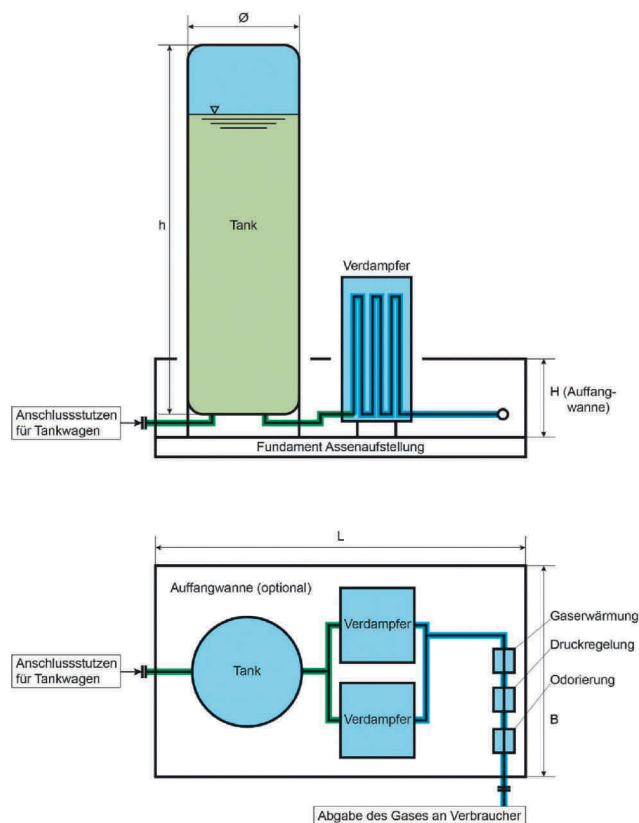 Ø
h
Tank
Verdampfer
H (Auffang-
wanne)
Anschlussstutzen
für Tankwagen
Fundament Assenaufstellung
L
Auffangwanne (optional)
Verdampfer
Gaserwärmung
Druckregelung
Anschlussstutzen
für Tankwagen
Tank
Odorierung
Verdampfer
B
Abgabe des Gases an Verbraucher